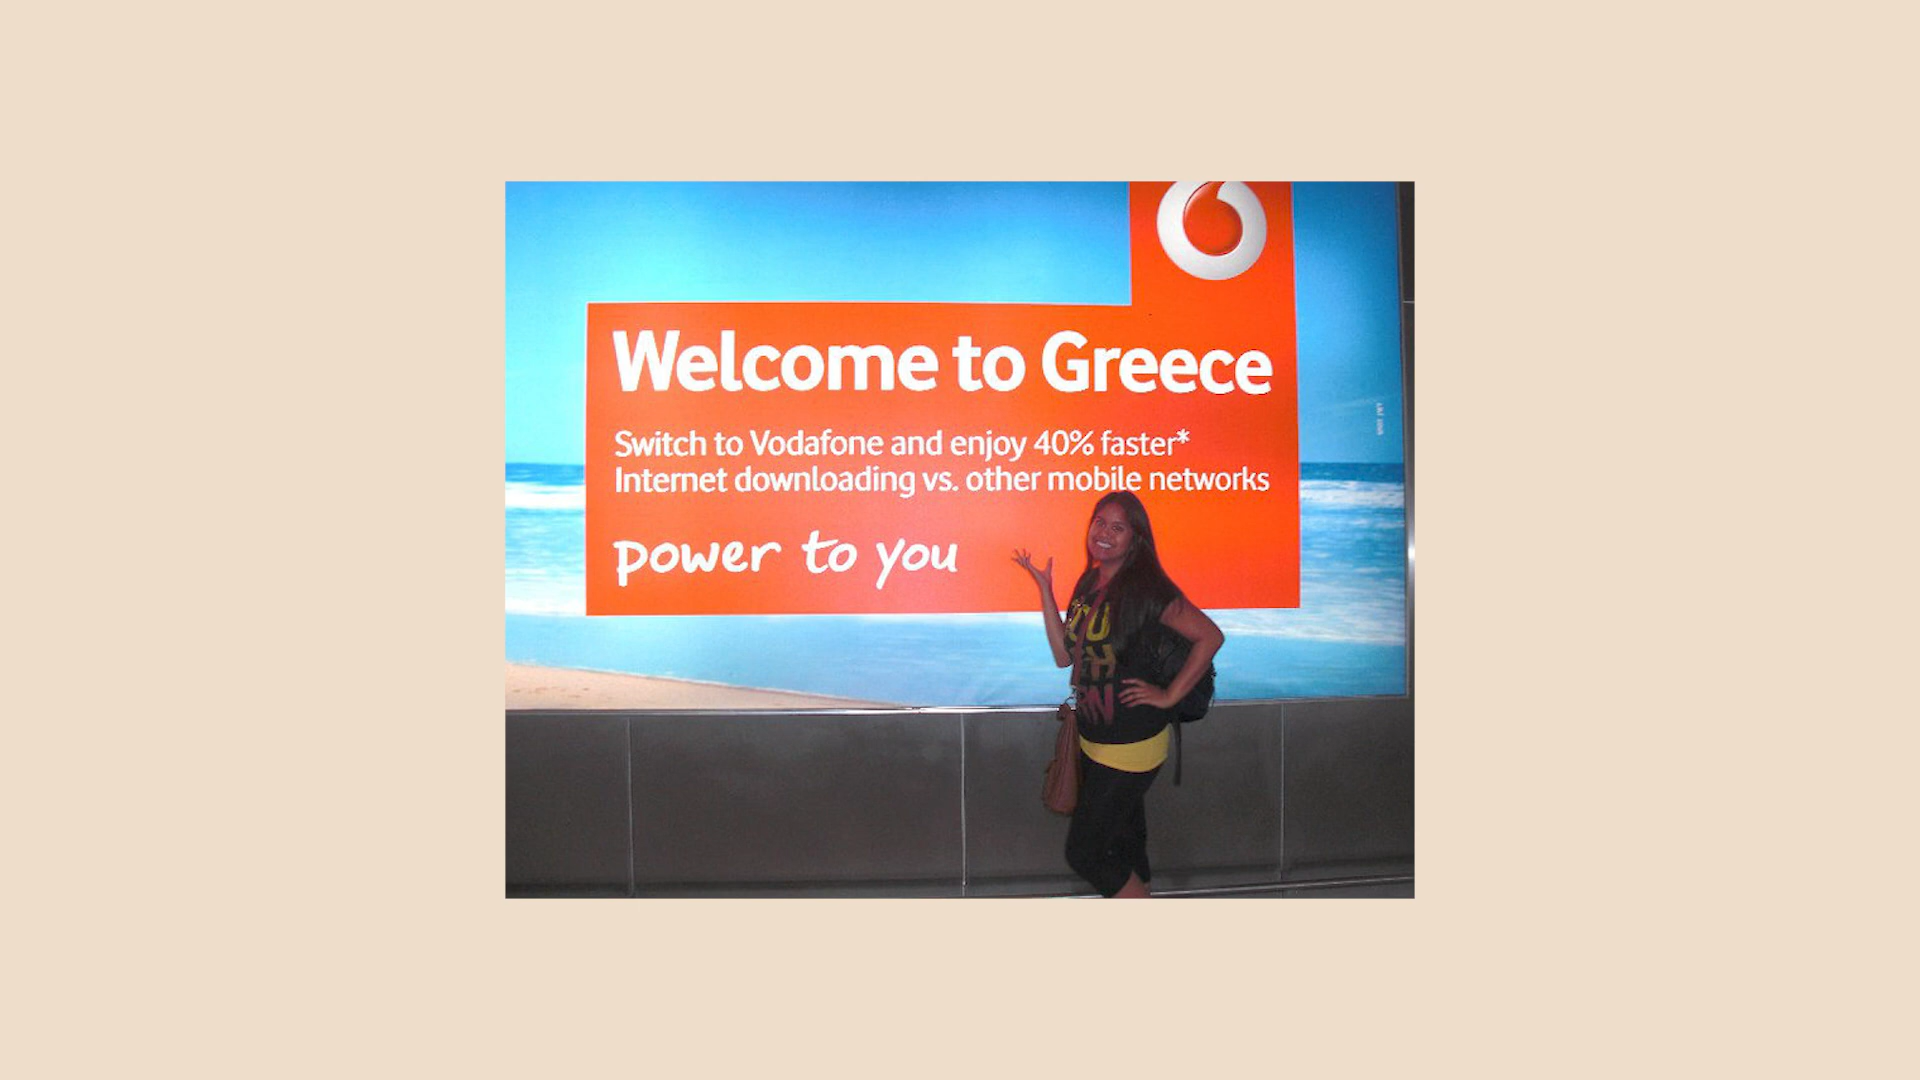 Welcome to Greece
Switch to Vodafone and enjoy 40% faster*
Internet downloading vs. other mobile networks
power to you